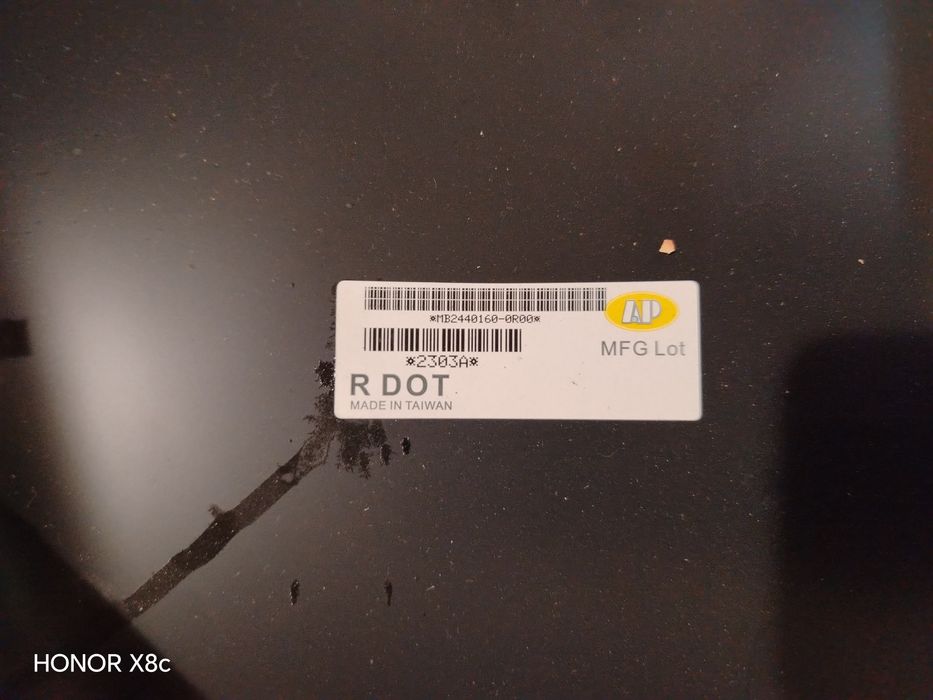 *MB2440160-0R00*
AP
MFG Lot
*2303A*
R DOT
MADE IN TAIWAN
HONOR X8c